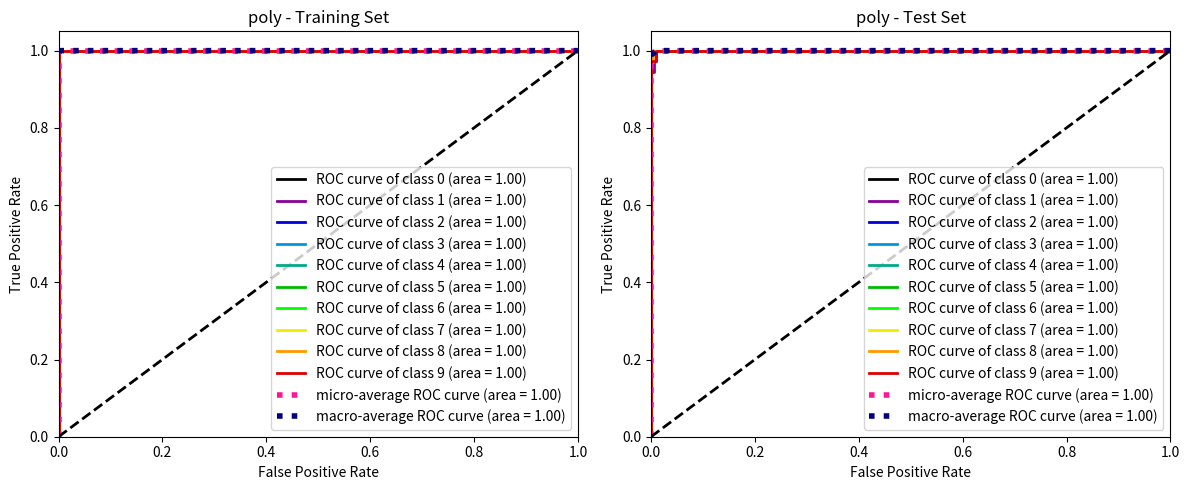 poly - Training Set
True Positive Rate
1.0
0.8
0.6
0.4
0.2
0.0
ROC curve of class 0 (area = 1.00)
ROC curve of class 1 (area = 1.00)
ROC curve of class 2 (area = 1.00)
ROC curve of class 3 (area = 1.00)
ROC curve of class 4 (area = 1.00)
ROC curve of class 5 (area = 1.00)
ROC curve of class 6 (area = 1.00)
ROC curve of class 7 (area = 1.00)
ROC curve of class 8 (area = 1.00)
ROC curve of class 9 (area = 1.00)
micro-average ROC curve (area = 1.00)
macro-average ROC curve (area = 1.00)
0.0 0.2 0.4 0.6 0.8 1.0
False Positive Rate
poly - Test Set
True Positive Rate
1.0
0.8
0.6
0.4
0.2
0.0
ROC curve of class 0 (area = 1.00)
ROC curve of class 1 (area = 1.00)
ROC curve of class 2 (area = 1.00)
ROC curve of class 3 (area = 1.00)
ROC curve of class 4 (area = 1.00)
ROC curve of class 5 (area = 1.00)
ROC curve of class 6 (area = 1.00)
ROC curve of class 7 (area = 1.00)
ROC curve of class 8 (area = 1.00)
ROC curve of class 9 (area = 1.00)
micro-average ROC curve (area = 1.00)
macro-average ROC curve (area = 1.00)
0.0 0.2 0.4 0.6 0.8 1.0
False Positive Rate